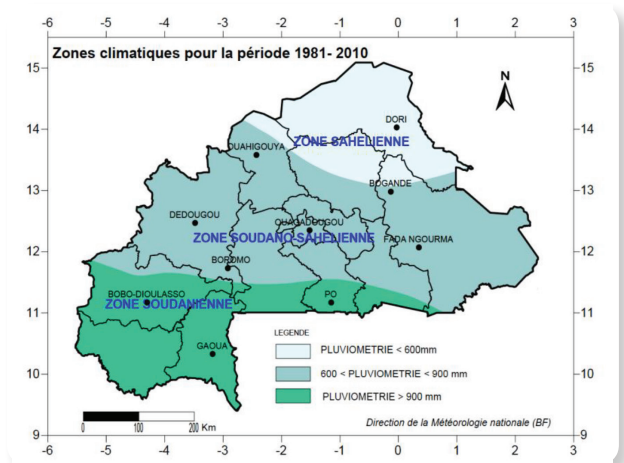 -6 -5 -4 -3 -2 -1 0 1 2 3
Zones climatiques pour la période 1981- 2010
N
15 15
DORI
14 ZONE SAHELIENNE 14
OUAHIGOUYA
13 BOGANDE 13
DEDOUGOU OUAGADOUGOU
12 ZONE SOUDANO-SAHELIENNE FADA NGOURMA 12
BOROMO
BOBO-DIOULASSO PO
11 ZONE SOUDANIENNE 11
LEGENDE
GAOUA PLUVIOMETRIE < 600mm
10 600 < PLUVIOMETRIE < 900 mm 10
PLUVIOMETRIE > 900 mm
0 100 200 Km
Direction de la Météorologie nationale (BF)
9 9
-6 -5 -4 -3 -2 -1 0 1 2 3